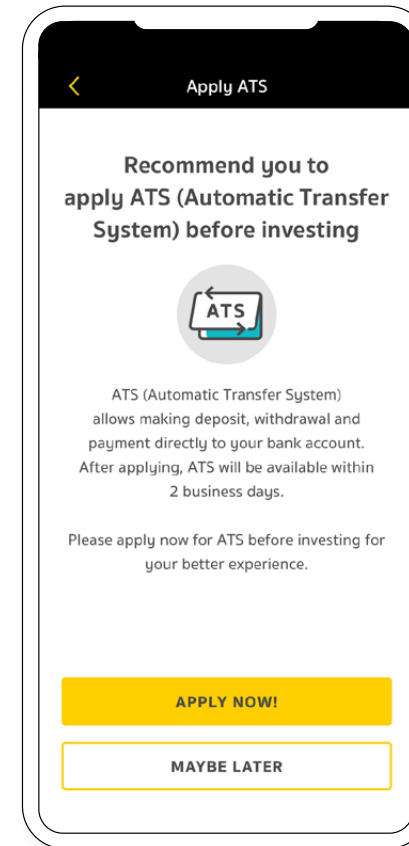 Apply ATS
Recommend you to
apply ATS (Automatic Transfer
System) before investing
ATS
ATS (Automatic Transfer System)
allows making deposit, withdrawal and
payment directly to your bank account.
After applying, ATS will be available within
2 business days.
Please apply now for ATS before investing for
your better experience.
APPLY NOW!
MAYBE LATER